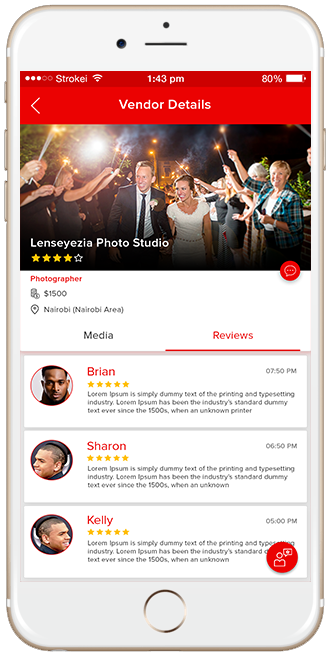 Strokei 1:43 pm 80%
Vendor Details
Lenseyezia Photo Studio
Photographer
$1500
Nairobi (Nairobi Area)
Media Reviews
Brian 07:50 PM
Lorem Ipsum is simply dummy text of the printing and typesetting
industry. Lorem Ipsum has been the industry's standard dummy
text ever since the 1500s, when an unknown printer
Sharon 06:50 PM
Lorem Ipsum is simply dummy text of the printing and typesetting
industry. Lorem Ipsum has been the industry's standard dummy
text ever since the 1500s, when an unknown
Kelly 05:00 PM
Lorem Ipsum is simply dummy text of the printing and typesetting
industry. Lorem Ipsum has been the industry's standard
text ever since the 1500s, when an unknown